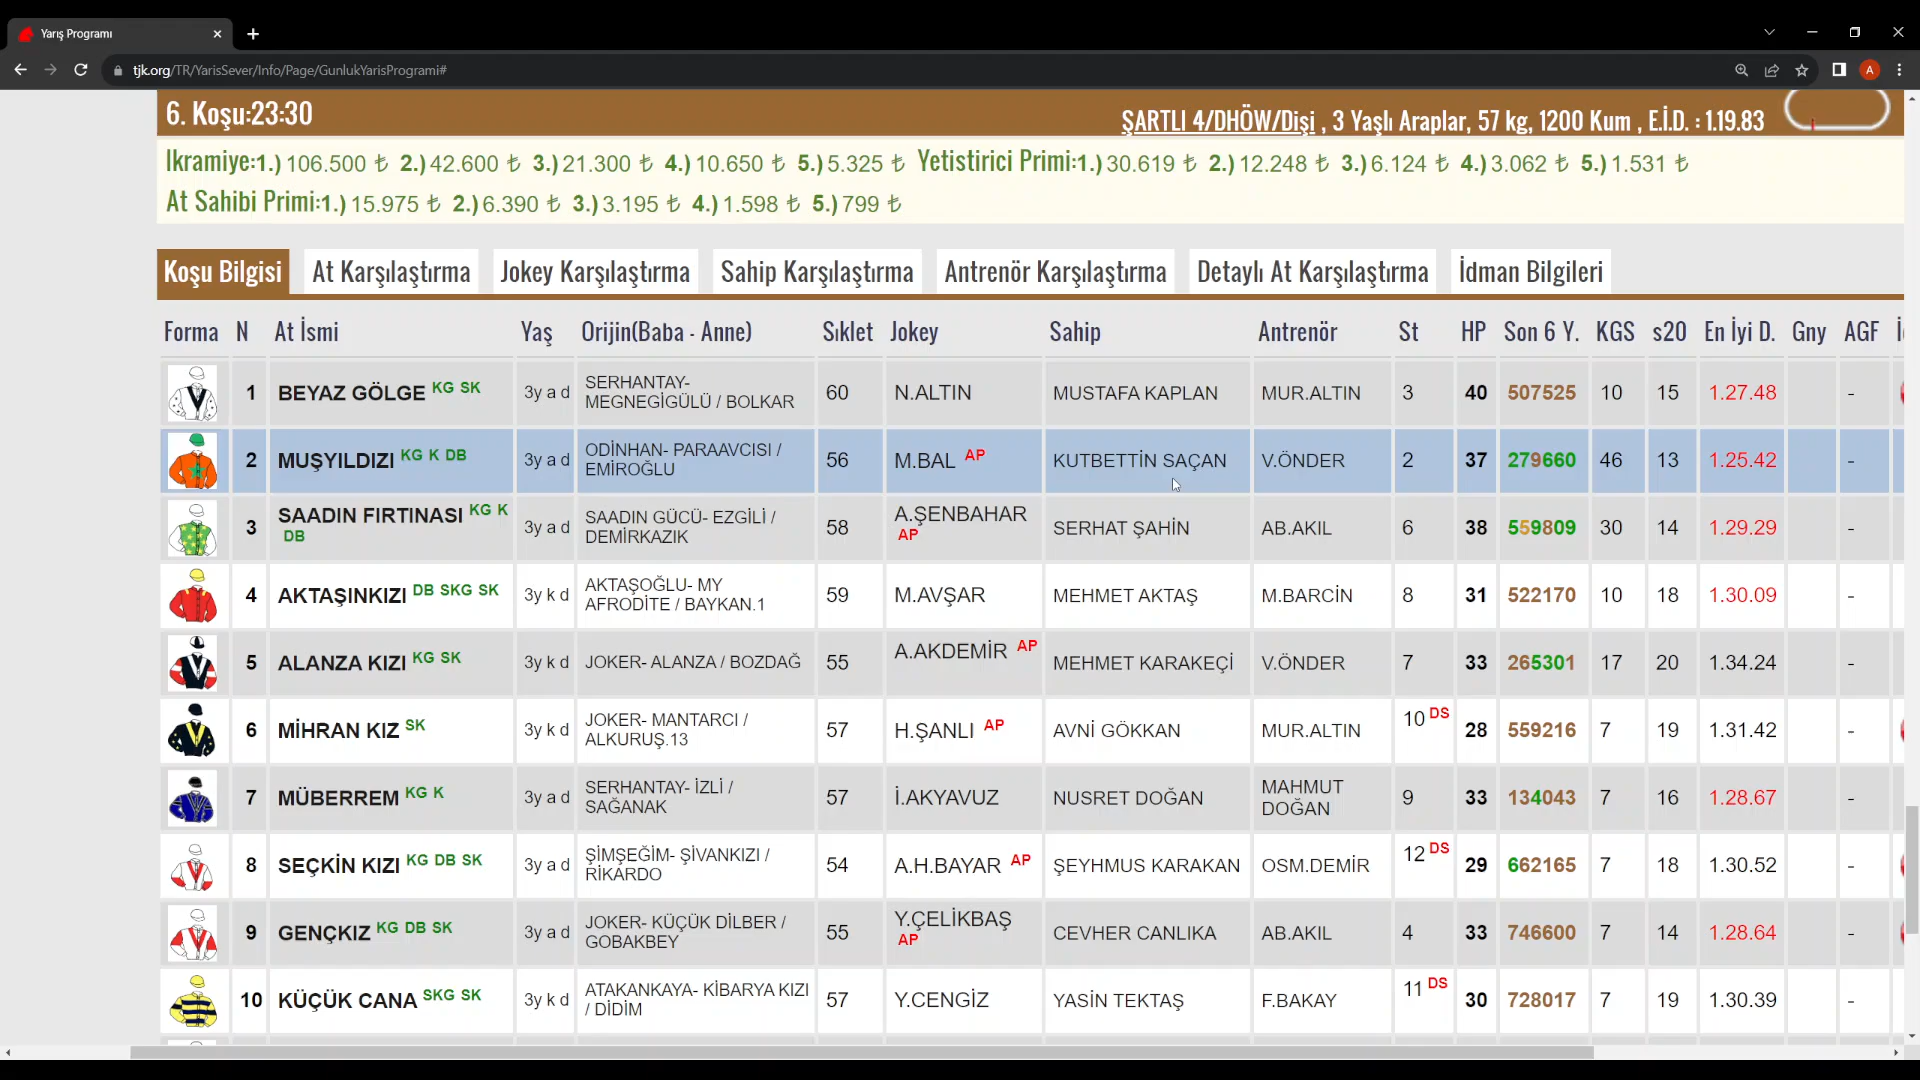 Yarış Programı
tjk.org/TR/YarisSever/Info/Page/GunlukYarisProgrami#
A
6. Koşu:23:30
ŞARTLI 4/DHÖW/Dişi , 3 Yaşlı Araplar, 57 kg, 1200 Kum , E.İ.D. : 1.19.83
Ikramiye:1.) 106.500 ₺ 2.) 42.600 ₺ 3.) 21.300 ₺ 4.) 10.650 ₺ 5.) 5.325 ₺ Yetistirici Primi:1.) 30.619 ₺ 2.) 12.248 ₺ 3.) 6.124 ₺ 4.) 3.062 ₺ 5.) 1.531 ₺
At Sahibi Primi:1.) 15.975 ₺ 2.) 6.390 ₺ 3.) 3.195 ₺ 4.) 1.598 ₺ 5.) 799 ₺
Koşu Bilgisi At Karşılaştırma Jokey Karşılaştırma Sahip Karşılaştırma Antrenör Karşılaştırma Detaylı At Karşılaştırma İdman Bilgileri
Forma N At İsmi Yaş Orijin(Baba - Anne) Sıklet Jokey Sahip Antrenör St HP Son 6 Y. KGS s20 En İyi D. Gny AGF
1 BEYAZ GÖLGE KG SK 3y a d SERHANTAY- MEGNEGİGÜLÜ / BOLKAR 60 N.ALTIN MUSTAFA KAPLAN MUR.ALTIN 3 40 507525 10 15 1.27.48 -
2 MUŞYILDIZI KG K DB 3y a d ODİNHAN- PARAAVCISI / EMİROĞLU 56 M.BAL AP KUTBETTİN SAÇAN V.ÖNDER 2 37 279660 46 13 1.25.42 -
3 SAADIN FIRTINASI KG K DB 3y a d SAADIN GÜCÜ- EZGİLİ / DEMİRKAZIK 58 A.ŞENBAHAR AP SERHAT ŞAHİN AB.AKIL 6 38 559809 30 14 1.29.29 -
4 AKTAŞINKIZI DB SKG SK 3y k d AKTAŞOĞLU- MY AFRODİTE / BAYKAN.1 59 M.AVŞAR MEHMET AKTAŞ M.BARCİN 8 31 522170 10 18 1.30.09 -
5 ALANZA KIZI KG SK 3y k d JOKER- ALANZA / BOZDAĞ 55 A.AKDEMİR AP MEHMET KARAKEÇİ V.ÖNDER 7 33 265301 17 20 1.34.24 -
6 MİHRAN KIZ SK 3y k d JOKER- MANTARCI / ALKURUŞ.13 57 H.ŞANLI AP AVNİ GÖKKAN MUR.ALTIN 10 DS 28 559216 7 19 1.31.42 -
7 MÜBERREM KG K 3y a d SERHANTAY- İZLİ / SAĞANAK 57 İ.AKYAVUZ NUSRET DOĞAN MAHMUT DOĞAN 9 33 134043 7 16 1.28.67 -
8 SEÇKİN KIZI KG DB SK 3y a d ŞİMŞEĞİM- ŞİVANKIZI / RİKARDO 54 A.H.BAYAR AP ŞEYHMUS KARAKAN OSM.DEMİR 12 DS 29 662165 7 18 1.30.52 -
9 GENÇKIZ KG DB SK 3y a d JOKER- KÜÇÜK DİLBER / GOBAKBEY 55 Y.ÇELİKBAŞ AP CEVHER CANLIKA AB.AKIL 4 33 746600 7 14 1.28.64 -
10 KÜÇÜK CANA SKG SK 3y k d ATAKANKAYA- KİBARYA KIZI / DİDİM 57 Y.CENGİZ YASİN TEKTAŞ F.BAKAY 11 DS 30 728017 7 19 1.30.39 -